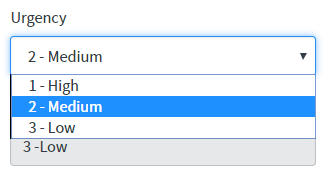 Urgency
2 - Medium
1 - High
2 - Medium
3 - Low
3 -Low